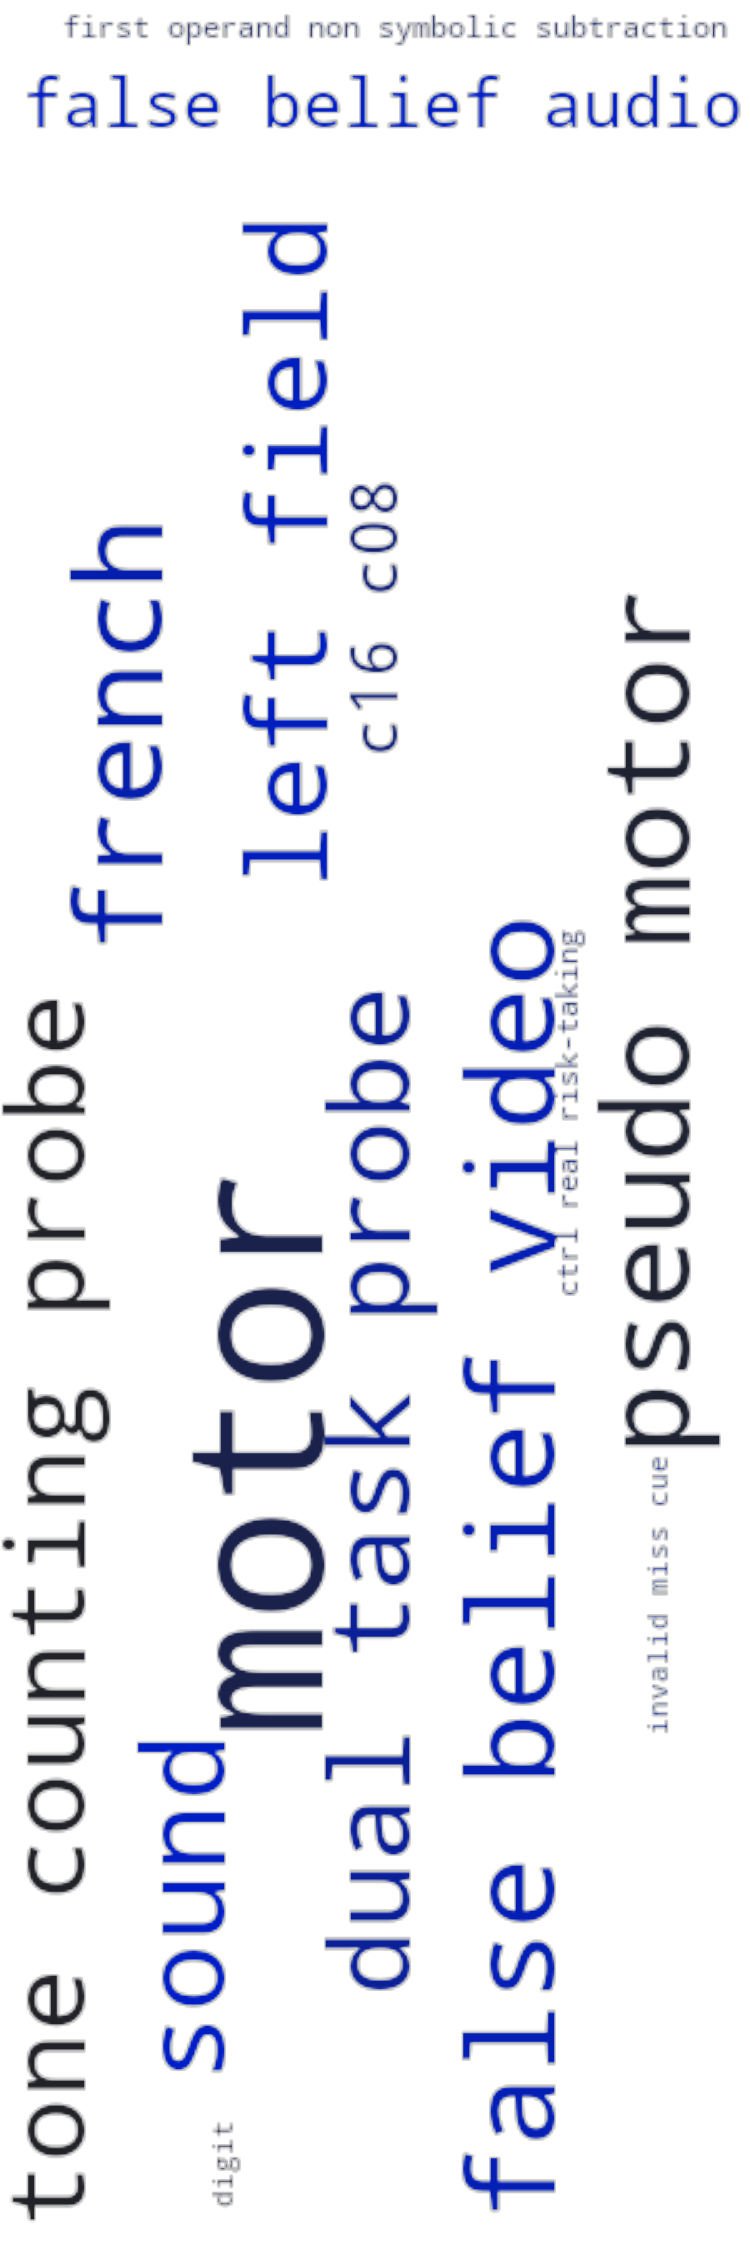 first operand non symbolic subtraction
false belief audio
left field
c16 c08
french
pseudo motor
false belief video
ctrl real risk-taking
dual task probe
tone counting probe
motor
invalid miss cue
sound
digit